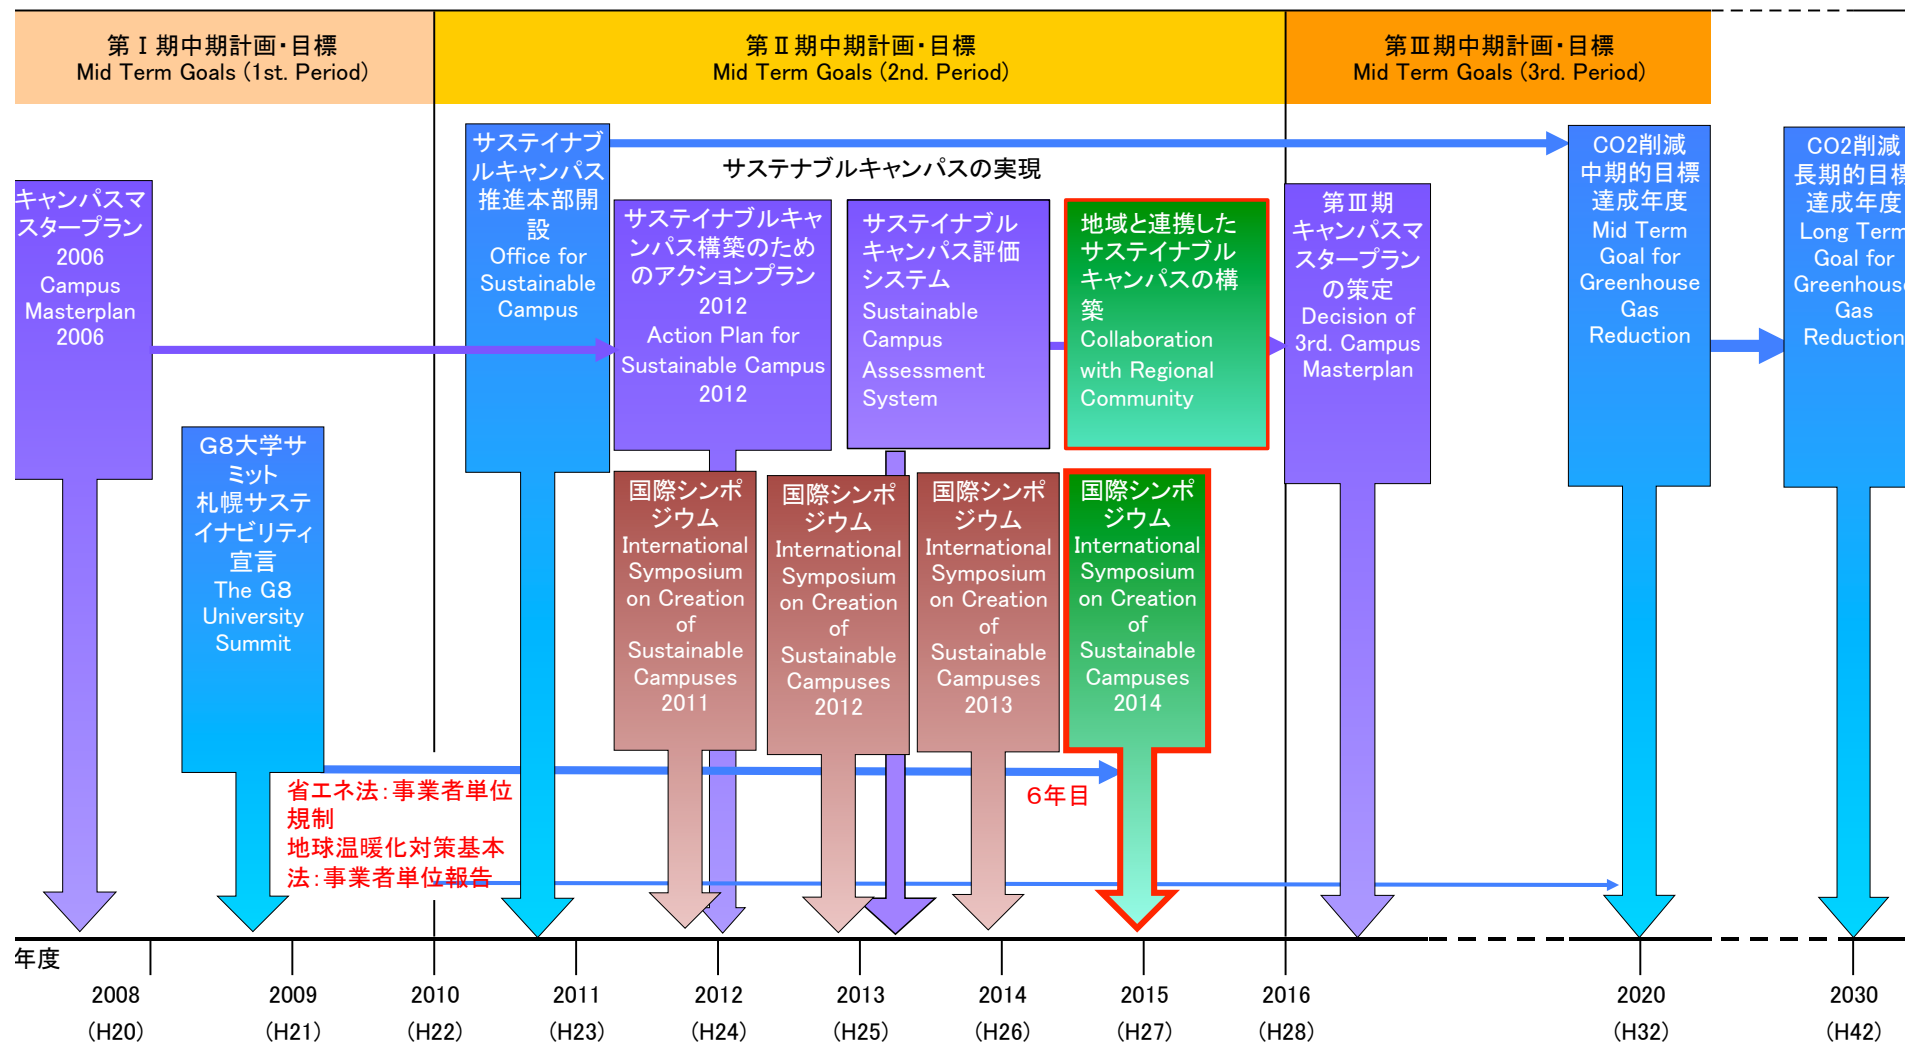 第Ⅰ期中期計画・目標
Mid Term Goals (1st. Period)
第Ⅱ期中期計画・目標
Mid Term Goals (2nd. Period)
第Ⅲ期中期計画・目標
Mid Term Goals (3rd. Period)
キャンパスマ
スタープラン
2006
Campus
Masterplan
2006
G8大学サ
ミット
札幌サステ
イナビリティ
宣言
The G8
University
Summit
サステイナブ
ルキャンパス
推進本部開
設
Office for
Sustainable
Campus
サステナブルキャンパスの実現
サステイナブルキャ
ンパス構築のため
のアクションプラン
2012
Action Plan for
Sustainable Campus
2012
サステイナブル
キャンパス評価
システム
Sustainable
Campus
Assessment
System
地域と連携した
サステイナブル
キャンパスの構
築
Collaboration
with Regional
Community
第Ⅲ期
キャンパスマ
スタープラン
の策定
Decision of
3rd. Campus
Masterplan
CO2削減
中期的目標
達成年度
Mid Term
Goal for
Greenhouse
Gas
Reduction
CO2削減
長期的目標
達成年度
Long Term
Goal for
Greenhouse
Gas
Reduction
国際シンポ
ジウム
International
Symposium
on Creation
of
Sustainable
Campuses
2011
国際シンポ
ジウム
International
Symposium
on Creation
of
Sustainable
Campuses
2012
国際シンポ
ジウム
International
Symposium
on Creation
of
Sustainable
Campuses
2013
国際シンポ
ジウム
International
Symposium
on Creation
of
Sustainable
Campuses
2014
省エネ法：事業者単位
規制
地球温暖化対策基本
法：事業者単位報告
6年目
年度
2008 2009 2010 2011 2012 2013 2014 2015 2016 2020 2030
(H20) (H21) (H22) (H23) (H24) (H25) (H26) (H27) (H28) (H32) (H42)